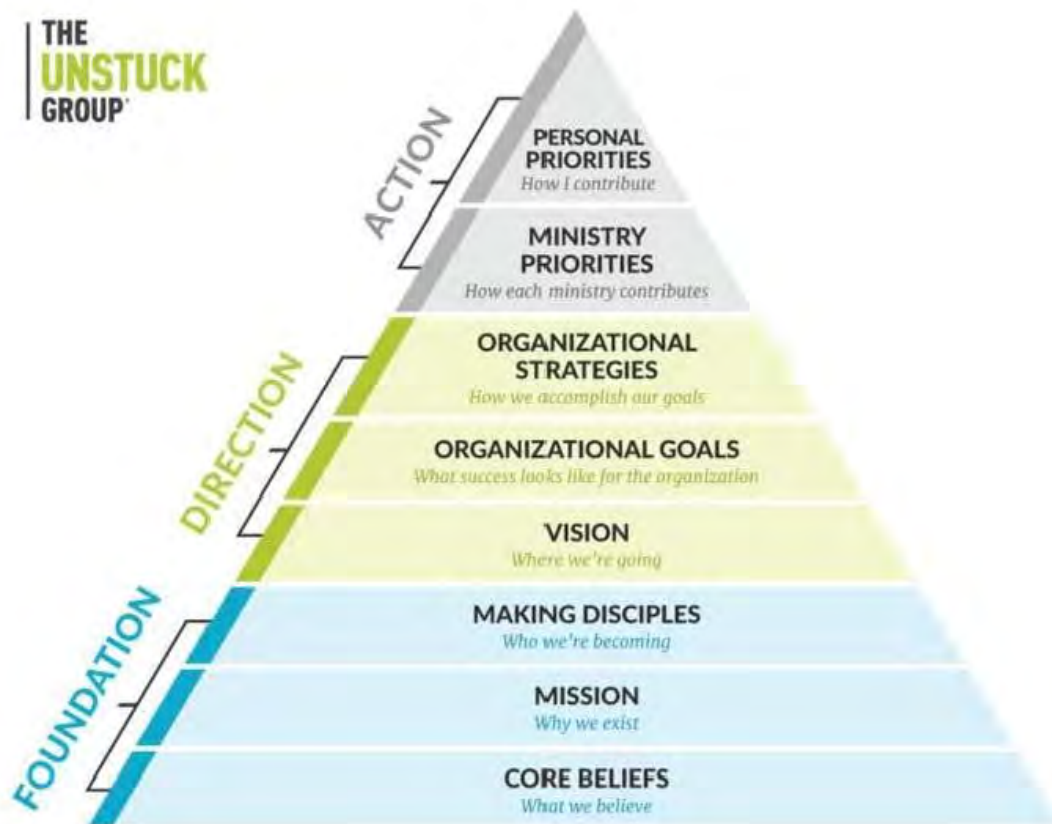 THE
UNSTUCK
GROUP
ACTION
PERSONAL
PRIORITIES
How I contribute
MINISTRY
PRIORITIES
How each ministry contributes
DIRECTION
ORGANIZATIONAL
STRATEGIES
How we accomplish our goals
ORGANIZATIONAL GOALS
What success looks like for the organization
VISION
Where we're going
FOUNDATION
MAKING DISCIPLES
Who we're becoming
MISSION
Why we exist
CORE BELIEFS
What we believe